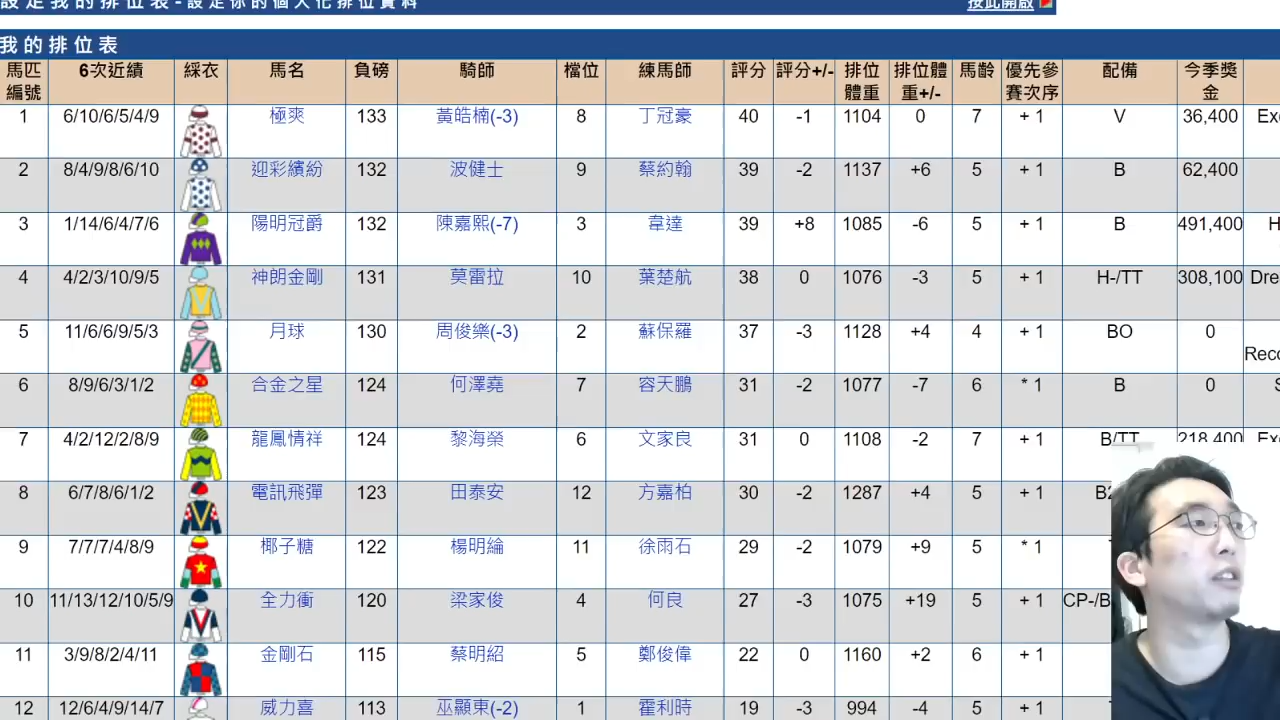 設定我的排位表-設定你的個人化排位資料 按此開啟
我的排位表
馬匹編號 6次近績 綵衣 馬名 負磅 騎師 檔位 練馬師 評分 評分+/- 排位體重 排位體重+/- 馬齡 優先參賽次序 配備 今季獎金
1 6/10/6/5/4/9 極爽 133 黃皓楠(-3) 8 丁冠豪 40 -1 1104 0 7 + 1 V 36,400 Ex
2 8/4/9/8/6/10 迎彩繽紛 132 波健士 9 蔡約翰 39 -2 1137 +6 5 + 1 B 62,400
3 1/14/6/4/7/6 陽明冠爵 132 陳嘉熙(-7) 3 韋達 39 +8 1085 -6 5 + 1 B 491,400 H
4 4/2/3/10/9/5 神朗金剛 131 莫雷拉 10 葉楚航 38 0 1076 -3 5 + 1 H-/TT 308,100 Dre
5 11/6/6/9/5/3 月球 130 周俊樂(-3) 2 蘇保羅 37 -3 1128 +4 4 + 1 BO 0 Reco
6 8/9/6/3/1/2 合金之星 124 何澤堯 7 容天鵬 31 -2 1077 -7 6 * 1 B 0 S
7 4/2/12/2/8/9 龍鳳情祥 124 黎海榮 6 文家良 31 0 1108 -2 7 + 1 B/TT 218,400 Ex
8 6/7/8/6/1/2 電訊飛彈 123 田泰安 12 方嘉柏 30 -2 1287 +4 5 + 1
9 7/7/7/4/8/9 椰子糖 122 楊明綸 11 徐雨石 29 -2 1079 +9 5 * 1
10 11/13/12/10/5/9 全力衝 120 梁家俊 4 何良 27 -3 1075 +19 5 + 1 CP-/B
11 3/9/8/2/4/11 金剛石 115 蔡明紹 5 鄭俊偉 22 0 1160 +2 6 + 1
12 12/6/4/9/14/7 威力喜 113 巫顯東(-2) 1 霍利時 19 -3 994 -4 5 + 1